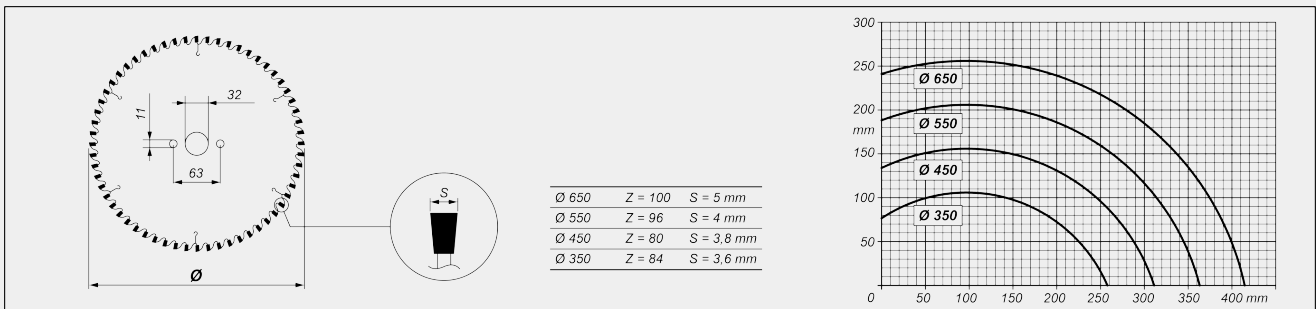 32
11
63
Ø
S
Ø 650 Z = 100 S = 5 mm
Ø 550 Z = 96 S = 4 mm
Ø 450 Z = 80 S = 3,8 mm
Ø 350 Z = 84 S = 3,6 mm
300
250
200
mm
150
100
50
Ø 650
Ø 550
Ø 450
Ø 350
0 50 100 150 200 250 300 350 400 mm